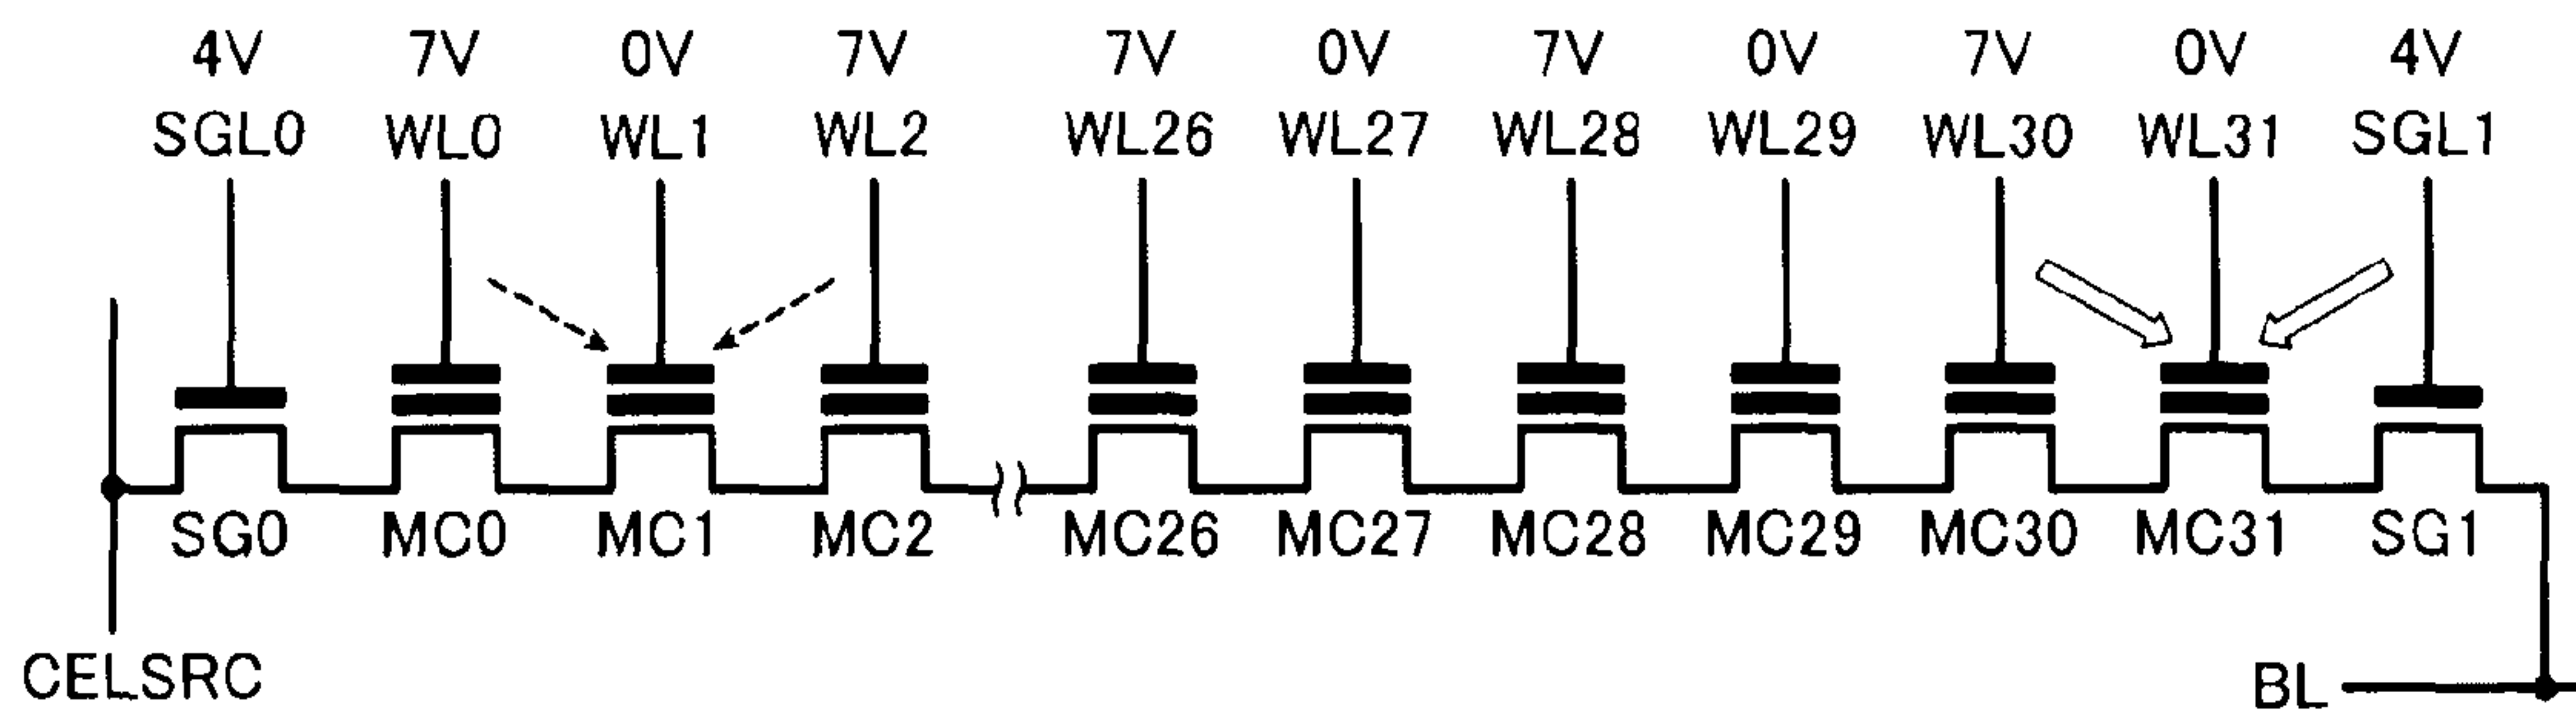 4V 7V 0V 7V 7V 0V 7V 0V 7V 0V 4V
SGL0 WL0 WL1 WL2 WL26 WL27 WL28 WL29 WL30 WL31 SGL1
SG0 MC0 MC1 MC2 MC26 MC27 MC28 MC29 MC30 MC31 SG1
CELSRC
BL